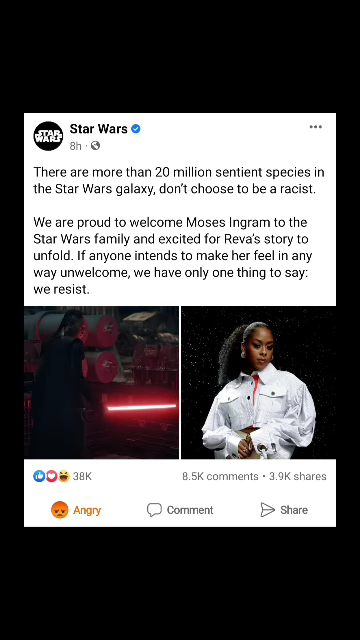 STAR
WARS
Star Wars
8h ·
There are more than 20 million sentient species in
the Star Wars galaxy, don't choose to be a racist.
We are proud to welcome Moses Ingram to the
Star Wars family and excited for Reva's story to
unfold. If anyone intends to make her feel in any
way unwelcome, we have only one thing to say:
we resist.
38K
8.5K comments • 3.9K shares
Angry
Comment
Share